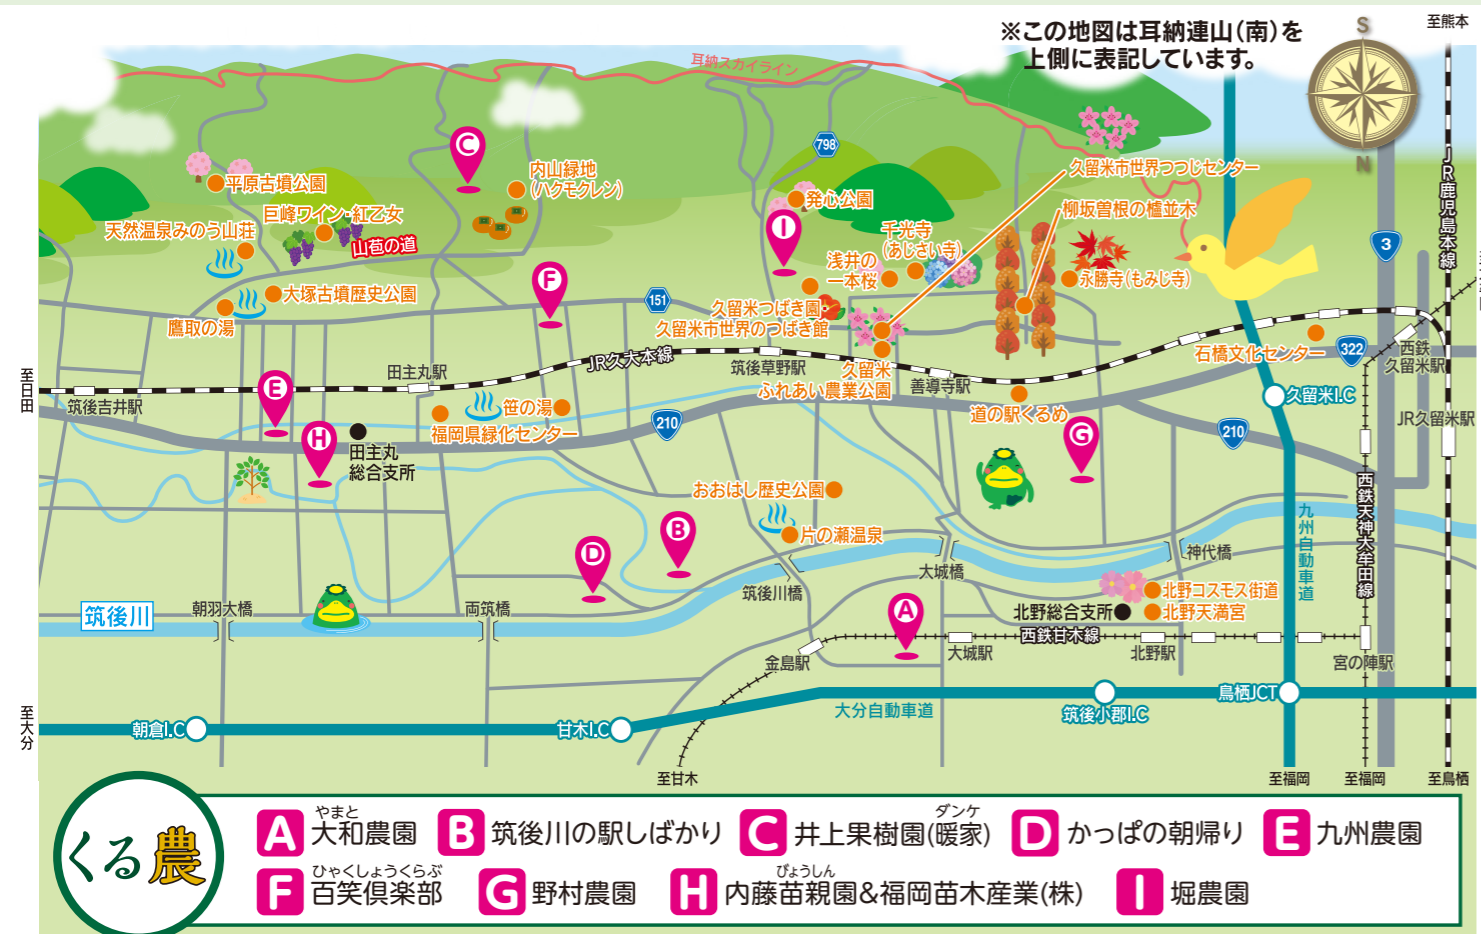 ※この地図は耳納連山(南)を
上側に表記しています。
S
N
至熊本
耳納スカイライン
798
C
内山緑地
(ハクモクレン)
平原古墳公園
巨峰ワイン・紅乙女
天然温泉みのう山荘
山苞の道
発心公園
I
久留米市世界つつじセンター
柳坂曽根の櫨並木
千光寺
(あじさい寺)
浅井の
一本桜
永勝寺(もみじ寺)
3
JR鹿児島本線
F
大塚古墳歴史公園
鷹取の湯
151
久留米つばき園・
久留米市世界のつばき館
石橋文化センター
322
西鉄
久留米駅
至日田
筑後吉井駅
E
田主丸駅
JR久大本線
筑後草野駅
久留米
ふれあい農業公園
善導寺駅
道の駅くるめ
久留米I.C
JR久留米駅
H
田主丸
総合支所
笹の湯
福岡県緑化センター
210
G
210
おおはし歴史公園
片の瀬温泉
西鉄天神大牟田線
九州自動車道
D
B
筑後川橋
大城橋
神代橋
筑後川
朝羽大橋
両筑橋
A
北野コスモス街道
北野総合支所
北野天満宮
西鉄甘木線
金島駅
大城駅
北野駅
宮の陣駅
至大分
朝倉I.C
甘木I.C
大分自動車道
筑後小郡I.C
鳥栖JCT
至甘木
至福岡
至福岡
至鳥栖
くる農
A 大和農園 やまと
B 筑後川の駅しばかり
C 井上果樹園(暖家) ダンケ
D かっぱの朝帰り
E 九州農園
F 百笑倶楽部 ひゃくしょうくらぶ
G 野村農園
H 内藤苗親園&福岡苗木産業(株) びょうしん
I 堀農園